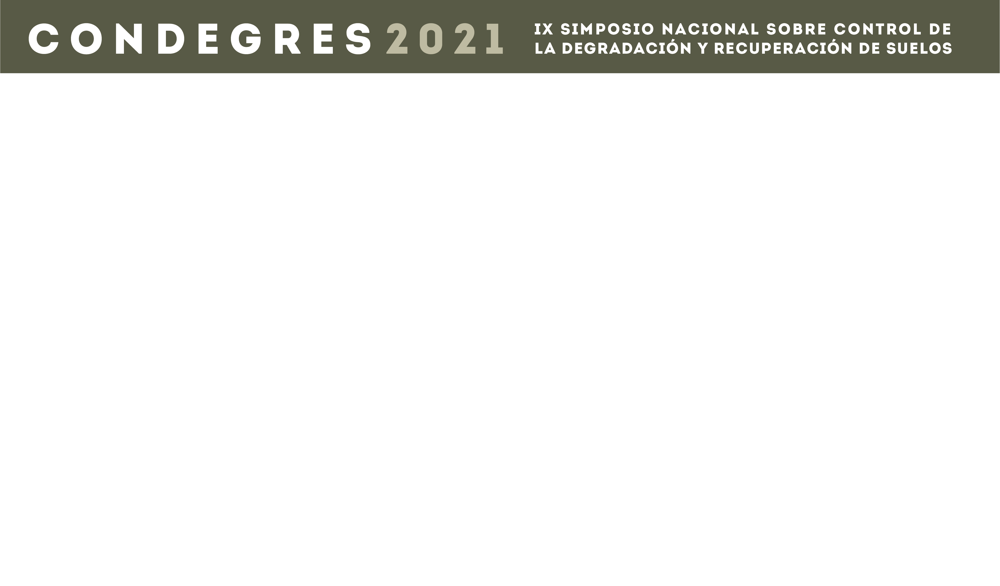 CONDEGRES2021
IX SIMPOSIO NACIONAL SOBRE CONTROL DE
LA DEGRADACIÓN Y RECUPERACIÓN DE SUELOS